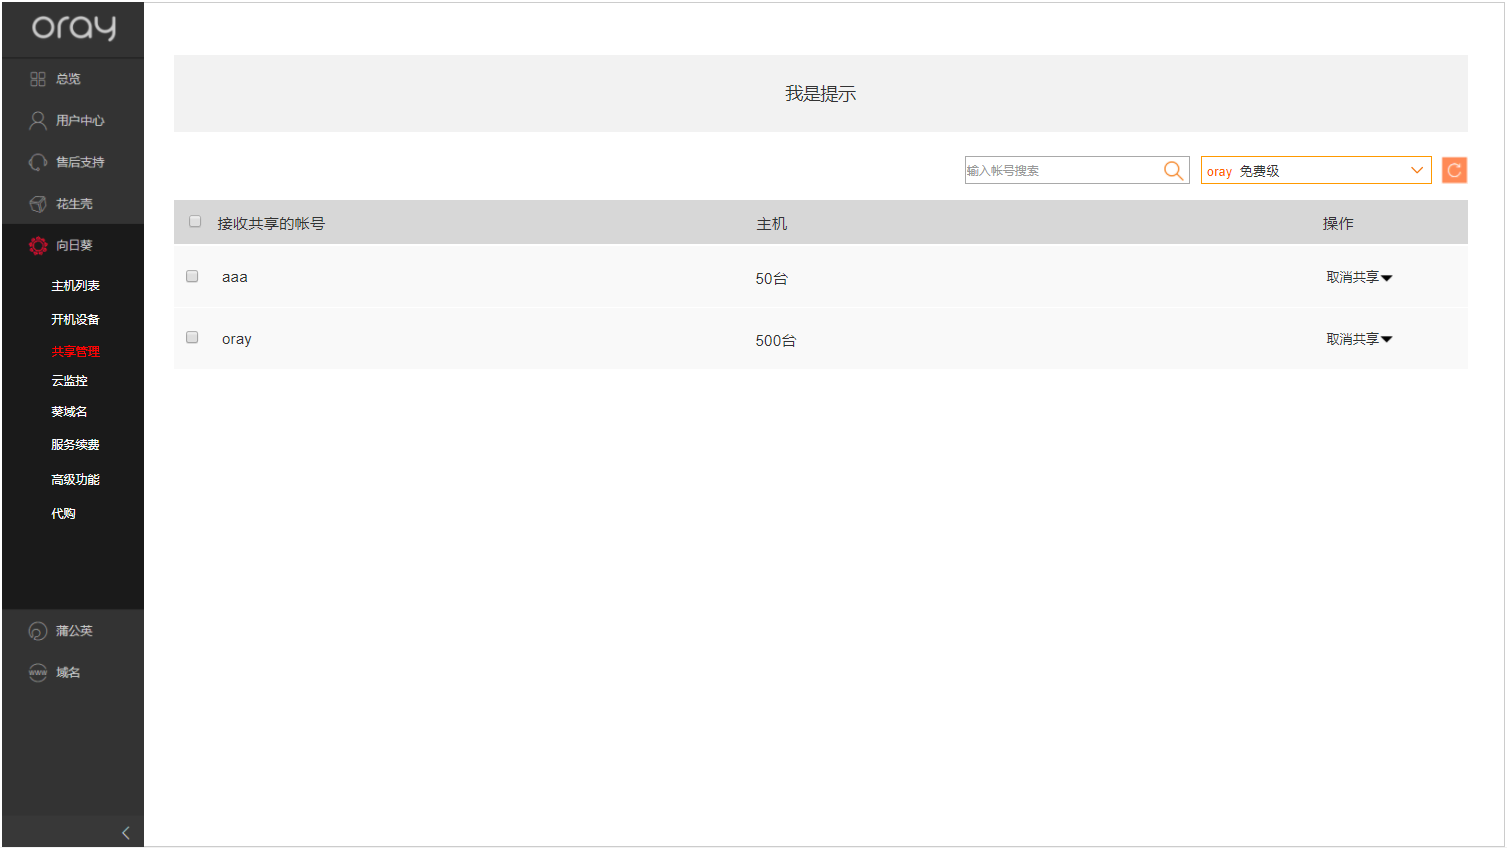 oray
总览
用户中心
售后支持
花生壳
向日葵
主机列表
开机设备
共享管理
云监控
葵域名
服务续费
高级功能
代购
蒲公英
www 域名
我是提示
输入帐号搜索
oray 免费级
接收共享的帐号 主机 操作
aaa 50台 取消共享
oray 500台 取消共享